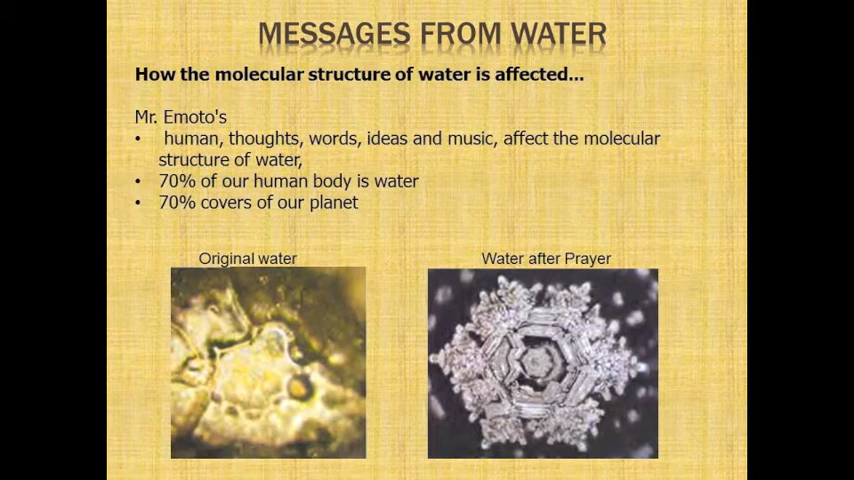 MESSAGES FROM WATER
How the molecular structure of water is affected...
Mr. Emoto's
• human, thoughts, words, ideas and music, affect the molecular
structure of water,
• 70% of our human body is water
• 70% covers of our planet
Original water
Water after Prayer